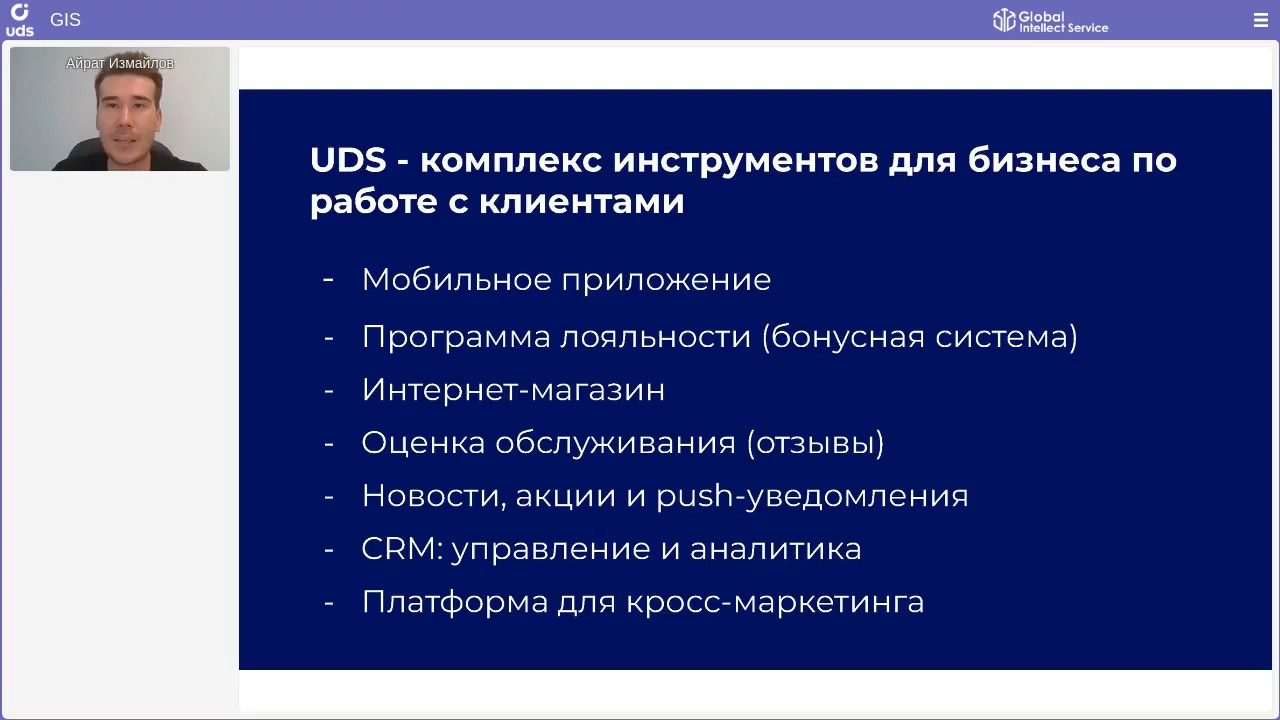 uds
GIS
Global
Intellect Service
Айрат Измайлов
UDS - комплекс инструментов для бизнеса по
работе с клиентами
- Мобильное приложение
- Программа лояльности (бонусная система)
- Интернет-магазин
- Оценка обслуживания (отзывы)
- Новости, акции и push-уведомления
- CRM: управление и аналитика
- Платформа для кросс-маркетинга